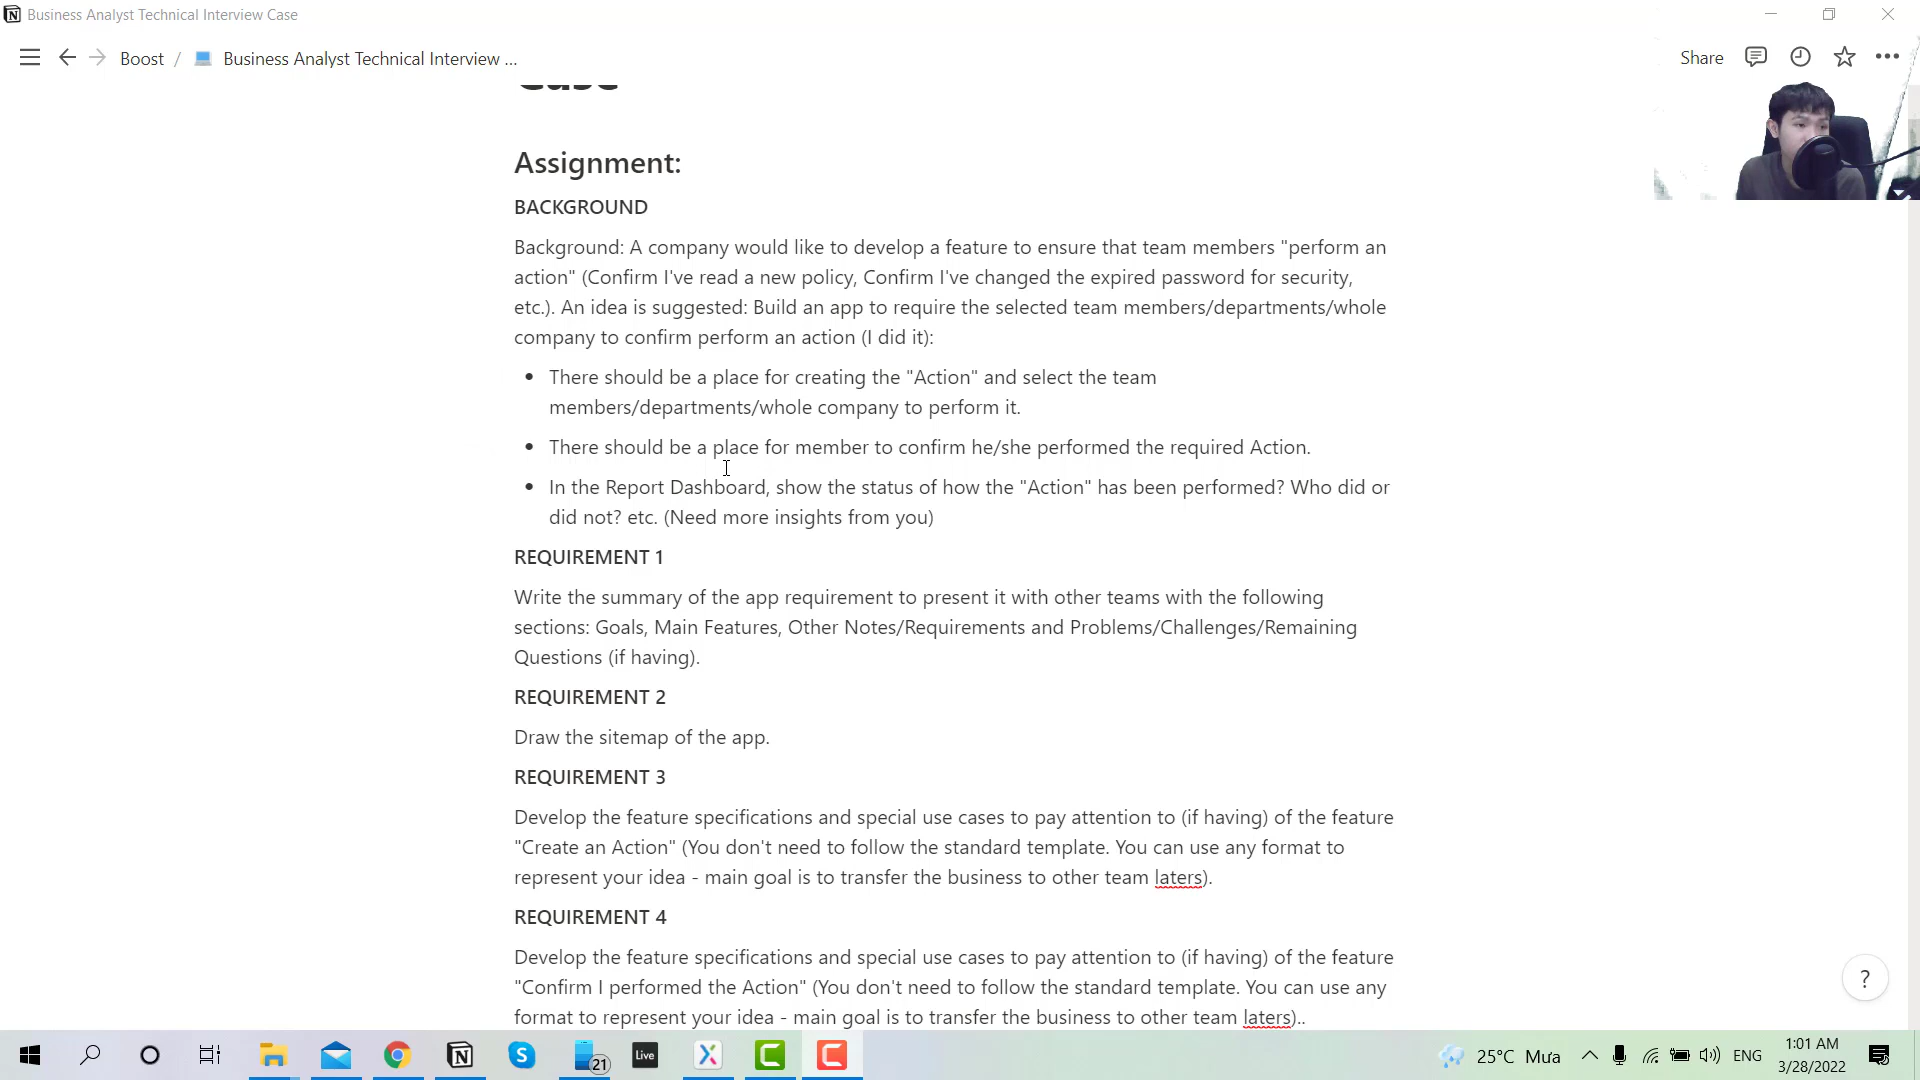 Business Analyst Technical Interview Case
Boost / Business Analyst Technical Interview ...
Share
Case
Assignment:
BACKGROUND
Background: A company would like to develop a feature to ensure that team members "perform an
action" (Confirm I've read a new policy, Confirm I've changed the expired password for security,
etc.). An idea is suggested: Build an app to require the selected team members/departments/whole
company to confirm perform an action (I did it):
• There should be a place for creating the "Action" and select the team
members/departments/whole company to perform it.
• There should be a place for member to confirm he/she performed the required Action.
• In the Report Dashboard, show the status of how the "Action" has been performed? Who did or
did not? etc. (Need more insights from you)
REQUIREMENT 1
Write the summary of the app requirement to present it with other teams with the following
sections: Goals, Main Features, Other Notes/Requirements and Problems/Challenges/Remaining
Questions (if having).
REQUIREMENT 2
Draw the sitemap of the app.
REQUIREMENT 3
Develop the feature specifications and special use cases to pay attention to (if having) of the feature
"Create an Action" (You don't need to follow the standard template. You can use any format to
represent your idea - main goal is to transfer the business to other team laters).
REQUIREMENT 4
Develop the feature specifications and special use cases to pay attention to (if having) of the feature
"Confirm I performed the Action" (You don't need to follow the standard template. You can use any
format to represent your idea - main goal is to transfer the business to other team laters)..
?
21
Live
25°C Mưa
ENG
1:01 AM
3/28/2022